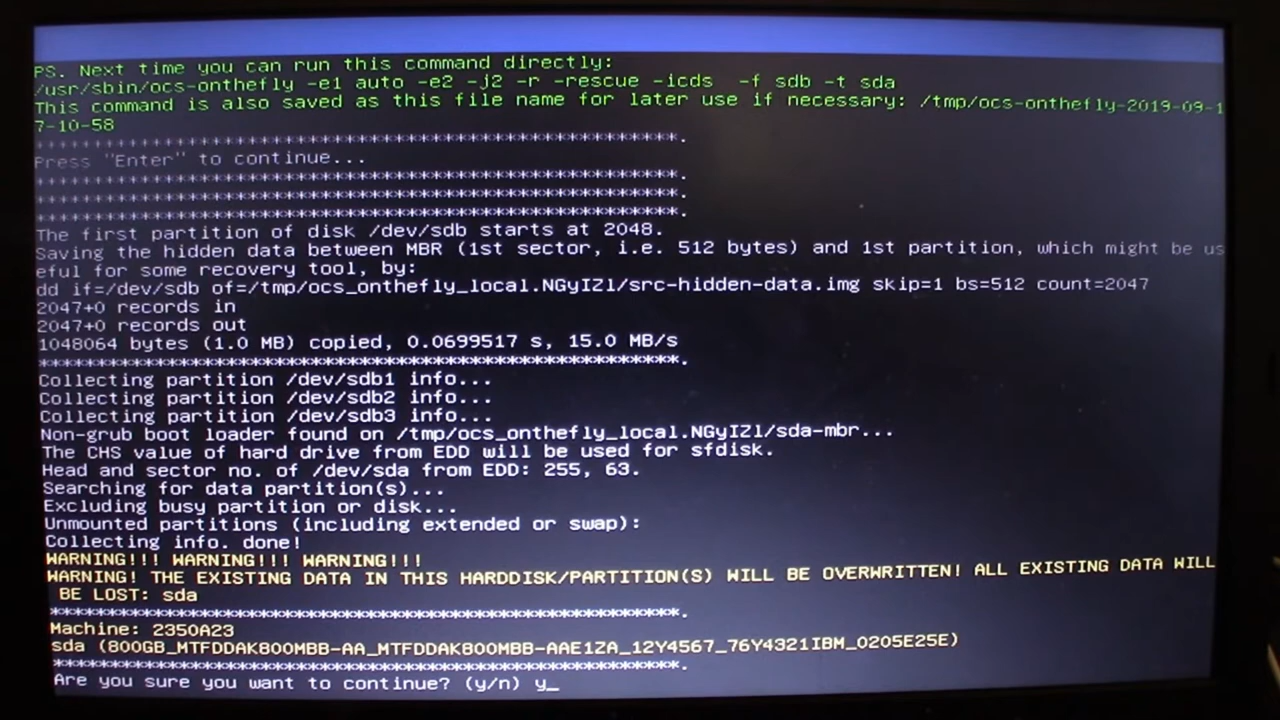 PS. Next time you can run this command directly:
/usr/sbin/ocs-onthefly -e1 auto -e2 -j2 -r -rescue -icds  -f sdb -t sda
This command is also saved as this file name for later use if necessary: /tmp/ocs-onthefly-2019-09-1
7-10-58
*****************************************************.
Press "Enter" to continue...
*****************************************************.
*****************************************************.
*****************************************************.
The first partition of disk /dev/sdb starts at 2048.
Saving the hidden data between MBR (1st sector, i.e. 512 bytes) and 1st partition, which might be us
eful for some recovery tool, by:
dd if=/dev/sdb of=/tmp/ocs_onthefly_local.NGyIZl/src-hidden-data.img skip=1 bs=512 count=2047
2047+0 records in
2047+0 records out
1048064 bytes (1.0 MB) copied, 0.0699517 s, 15.0 MB/s
*****************************************************.
Collecting partition /dev/sdb1 info...
Collecting partition /dev/sdb2 info...
Collecting partition /dev/sdb3 info...
Non-grub boot loader found on /tmp/ocs_onthefly_local.NGyIZl/sda-mbr...
The CHS value of hard drive from EDD will be used for sfdisk.
Head and sector no. of /dev/sda from EDD: 255, 63.
Searching for data partition(s)...
Excluding busy partition or disk...
Unmounted partitions (including extended or swap):
Collecting info. done!
WARNING!!! WARNING!!! WARNING!!!
WARNING! THE EXISTING DATA IN THIS HARDDISK/PARTITION(S) WILL BE OVERWRITTEN! ALL EXISTING DATA WILL
 BE LOST: sda
*****************************************************.
Machine: 2350A23
sda (800GB_MTFDDAK800MBB-AA_MTFDDAK800MBB-AAE1ZA_12Y4567_76Y4321IBM_0205E25E)
*****************************************************.
Are you sure you want to continue? (y/n) y_